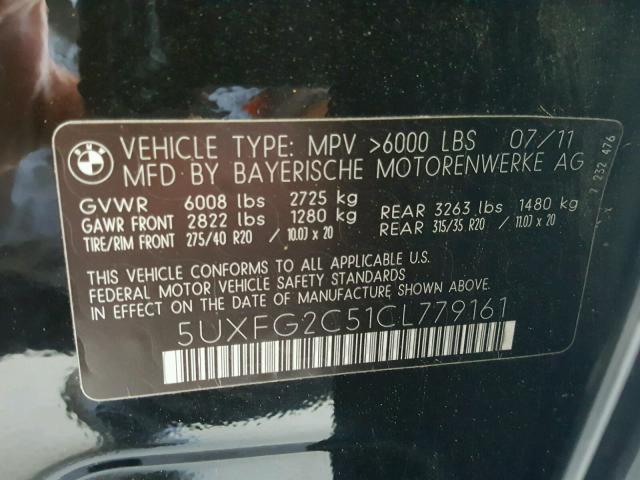 BMW
VEHICLE TYPE: MPV >6000 LBS 07/11
MFD BY BAYERISCHE MOTORENWERKE AG
7 232 476
GVWR 6008 lbs 2725 kg
GAWR FRONT 2822 lbs 1280 kg REAR 3263 lbs 1480 kg
TIRE/RIM FRONT 275/40 R20 / 10.0J x 20 REAR 315/35 R20 / 11.0J x 20
THIS VEHICLE CONFORMS TO ALL APPLICABLE U.S.
FEDERAL MOTOR VEHICLE SAFETY STANDARDS IN
EFFECT ON THE DATE OF MANUFACTURE SHOWN ABOVE.
5UXFG2C51CL779161